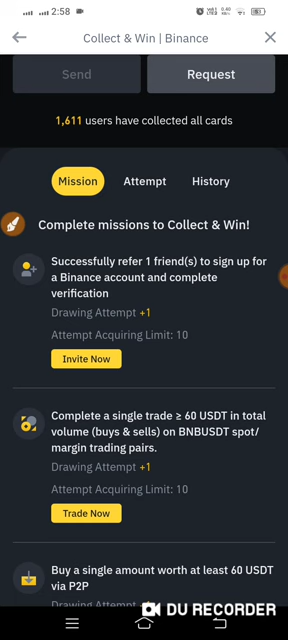 2:58
Collect & Win | Binance
Send
Request
1,611 users have collected all cards
Mission
Attempt
History
Complete missions to Collect & Win!
Successfully refer 1 friend(s) to sign up for
a Binance account and complete
verification
Drawing Attempt +1
Attempt Acquiring Limit: 10
Invite Now
Complete a single trade ≥ 60 USDT in total
volume (buys & sells) on BNBUSDT spot/
margin trading pairs.
Drawing Attempt +1
Attempt Acquiring Limit: 10
Trade Now
Buy a single amount worth at least 60 USDT
via P2P
Drawing Attempt
DU RECORDER